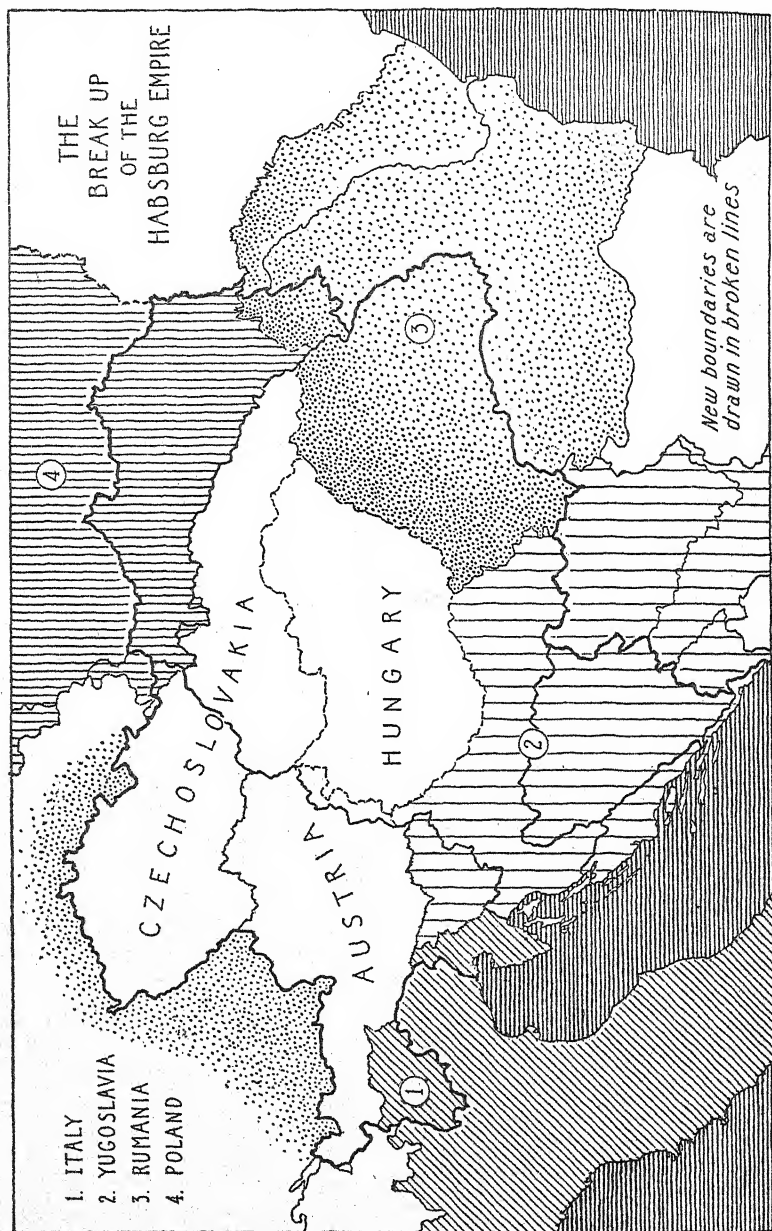 THE
BREAK UP
OF THE
HABSBURG EMPIRE
1. ITALY
2. YUGOSLAVIA
3. RUMANIA
4. POLAND
4
CZECHOSLOVAKIA
3
HUNGARY
AUSTRIA
2
1
New boundaries are
drawn in broken lines